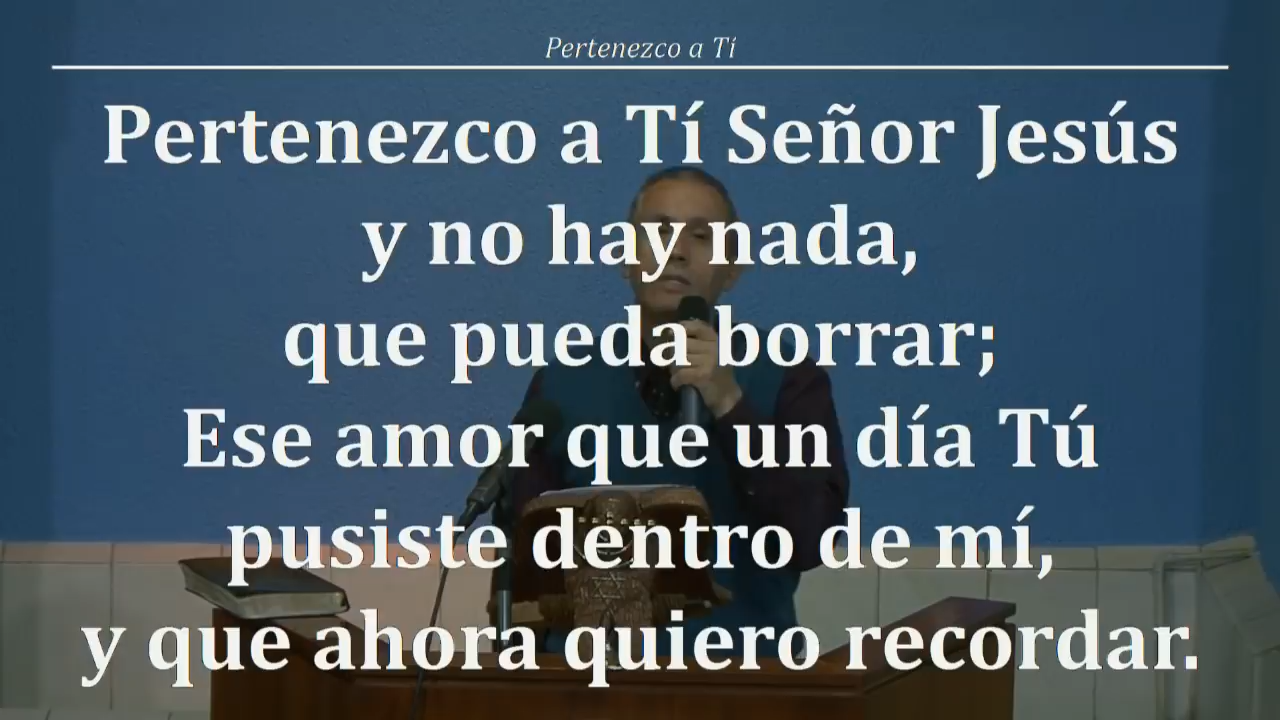 Pertenezco a Tí
Pertenezco a Tí Señor Jesús
y no hay nada,
que pueda borrar;
Ese amor que un día Tú
pusiste dentro de mí,
y que ahora quiero recordar.